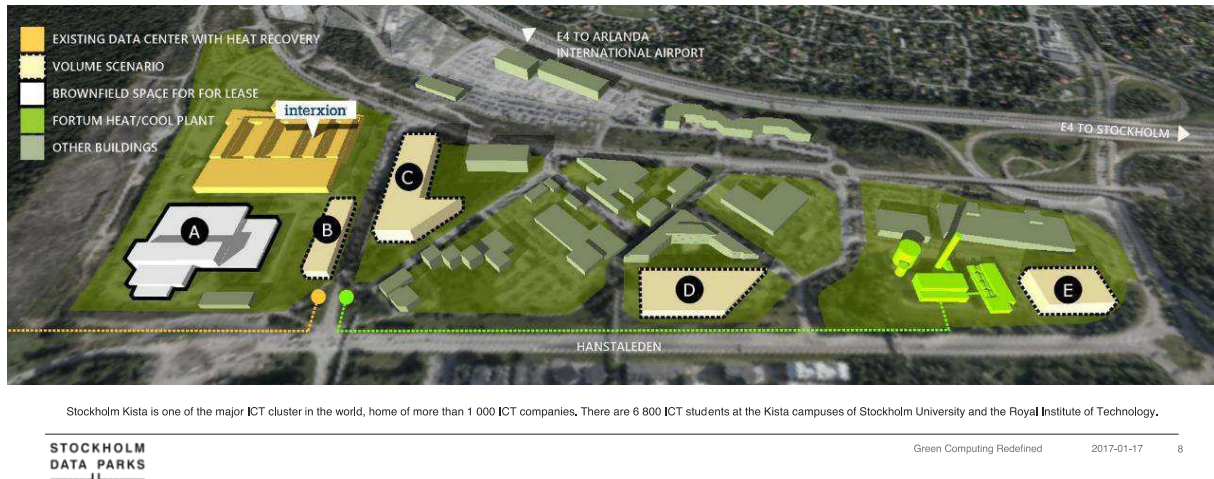 EXISTING DATA CENTER WITH HEAT RECOVERY
VOLUME SCENARIO
BROWNFIELD SPACE FOR FOR LEASE
FORTUM HEAT/COOL PLANT
OTHER BUILDINGS
E4 TO ARLANDA
INTERNATIONAL AIRPORT
interxion
E4 TO STOCKHOLM
C
A
B
D
E
HANSTALEDEN
Stockholm Kista is one of the major ICT cluster in the world, home of more than 1 000 ICT companies. There are 6 800 ICT students at the Kista campuses of Stockholm University and the Royal Institute of Technology.
STOCKHOLM
DATA PARKS
Green Computing Redefined 2017-01-17 8